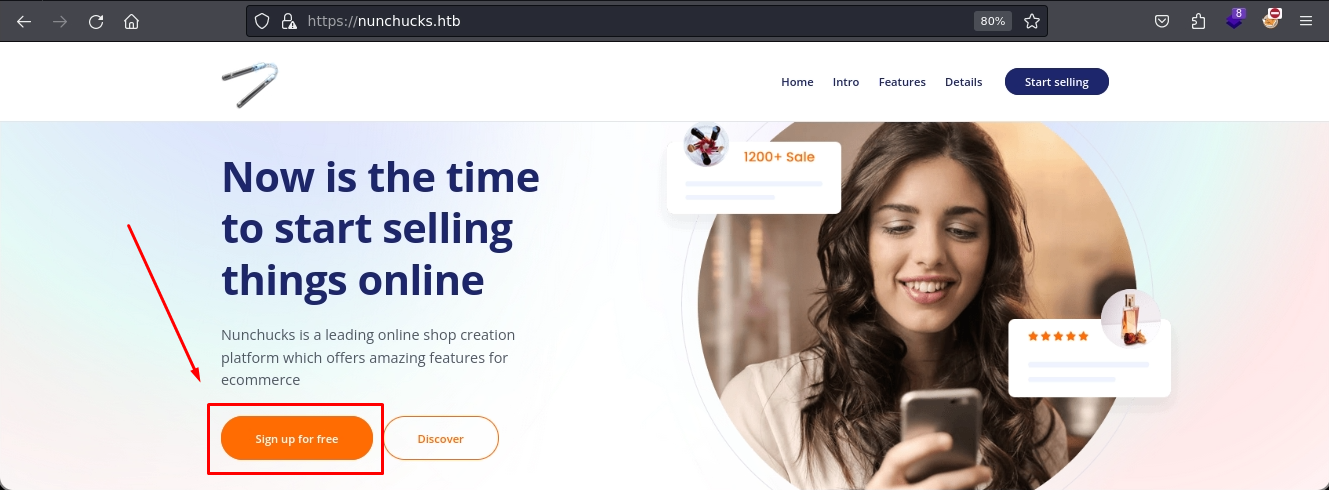 https://nunchucks.htb
80%
8
Home Intro Features Details Start selling
1200+ Sale
Now is the time
to start selling
things online
Nunchucks is a leading online shop creation
platform which offers amazing features for
ecommerce
Sign up for free Discover